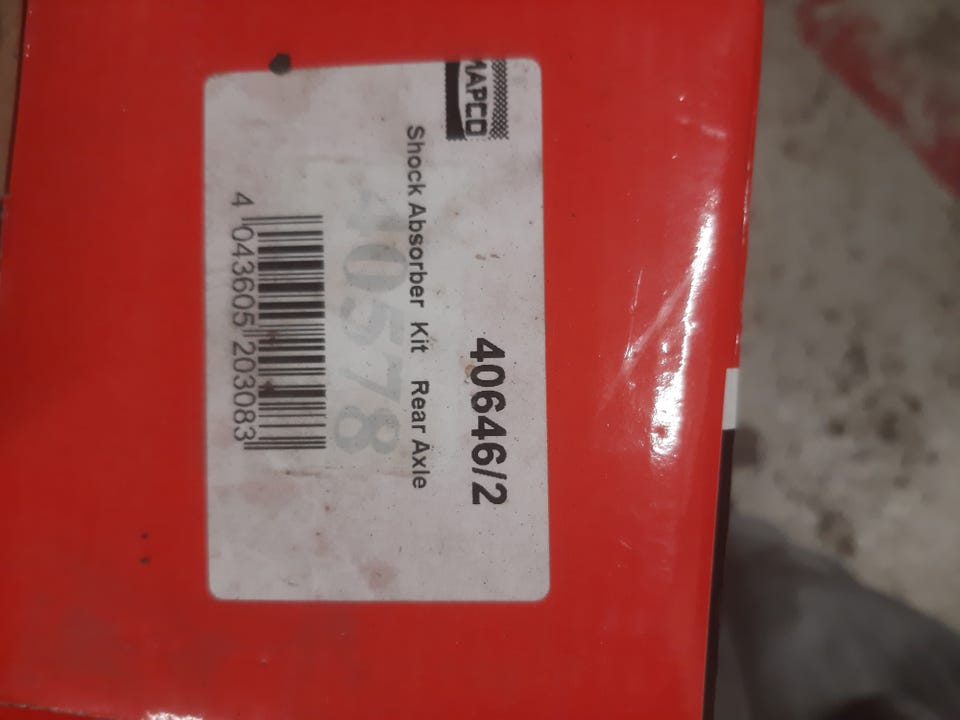 MAPCO
40646/2
Shock Absorber Kit Rear Axle
40578
4 043605 203083